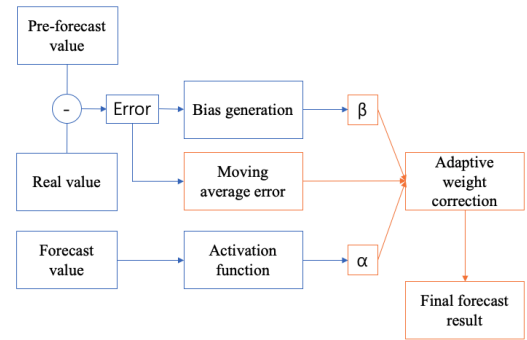 Pre-forecast
value
-
Error
Bias generation
β
Real value
Moving
average error
Adaptive
weight
correction
Forecast
value
Activation
function
α
Final forecast
result